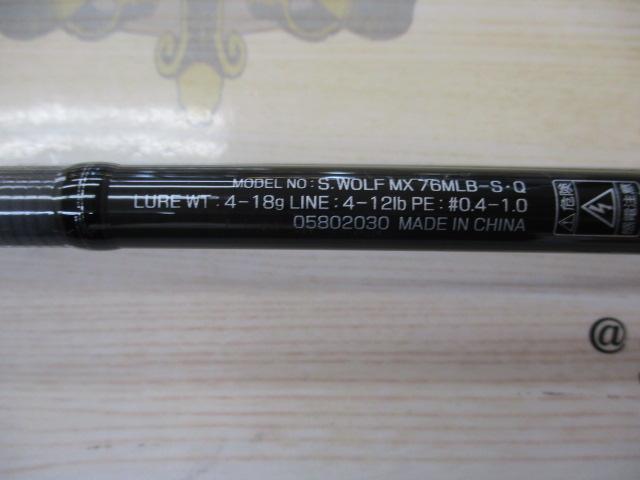 MODEL NO : S.WOLF MX 76MLB-S・Q
LURE WT : 4-18g LINE : 4-12lb PE : #0.4-1.0
05802030 MADE IN CHINA
危険
@